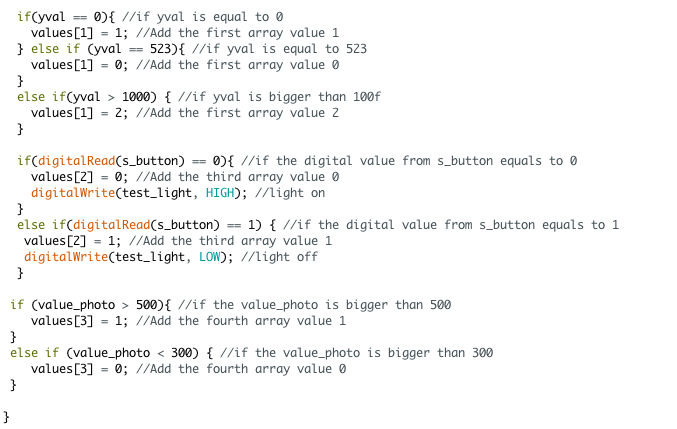 if(yval == 0){ //if yval is equal to 0
values[1] = 1; //Add the first array value 1
} else if (yval == 523){ //if yval is equal to 523
values[1] = 0; //Add the first array value 0
}
else if(yval > 1000) { //if yval is bigger than 100f
values[1] = 2; //Add the first array value 2
}
if(digitalRead(s_button) == 0){ //if the digital value from s_button equals to 0
values[2] = 0; //Add the third array value 0
digitalWrite(test_light, HIGH); //light on
}
else if(digitalRead(s_button) == 1) { //if the digital value from s_button equals to 1
values[2] = 1; //Add the third array value 1
digitalWrite(test_light, LOW); //light off
}
if (value_photo > 500){ //if the value_photo is bigger than 500
values[3] = 1; //Add the fourth array value 1
}
else if (value_photo < 300) { //if the value_photo is bigger than 300
values[3] = 0; //Add the fourth array value 0
}
}